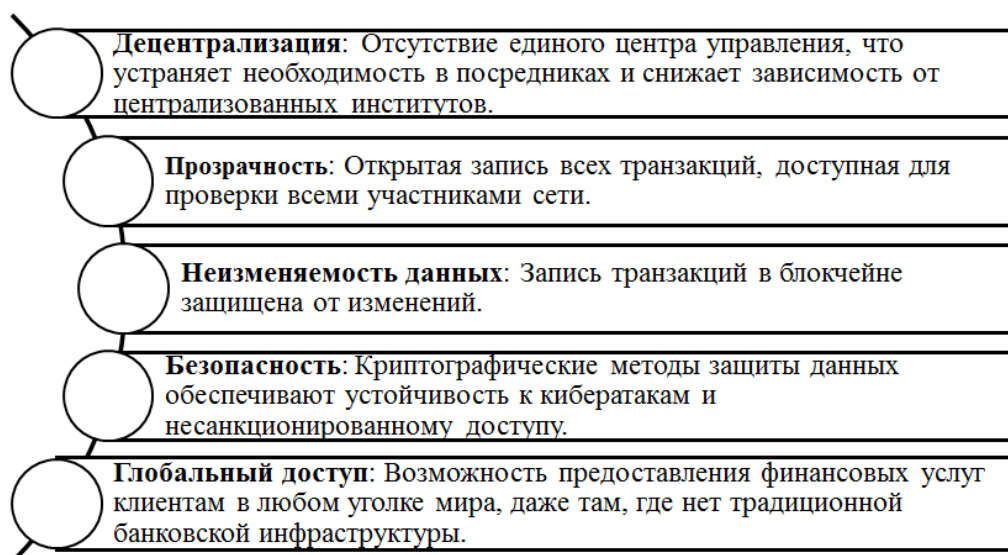 Децентрализация: Отсутствие единого центра управления, что
устраняет необходимость в посредниках и снижает зависимость от
централизованных институтов.
Прозрачность: Открытая запись всех транзакций, доступная для
проверки всеми участниками сети.
Неизменяемость данных: Запись транзакций в блокчейне
защищена от изменений.
Безопасность: Криптографические методы защиты данных
обеспечивают устойчивость к кибератакам и
несанкционированному доступу.
Глобальный доступ: Возможность предоставления финансовых услуг
клиентам в любом уголке мира, даже там, где нет традиционной
банковской инфраструктуры.